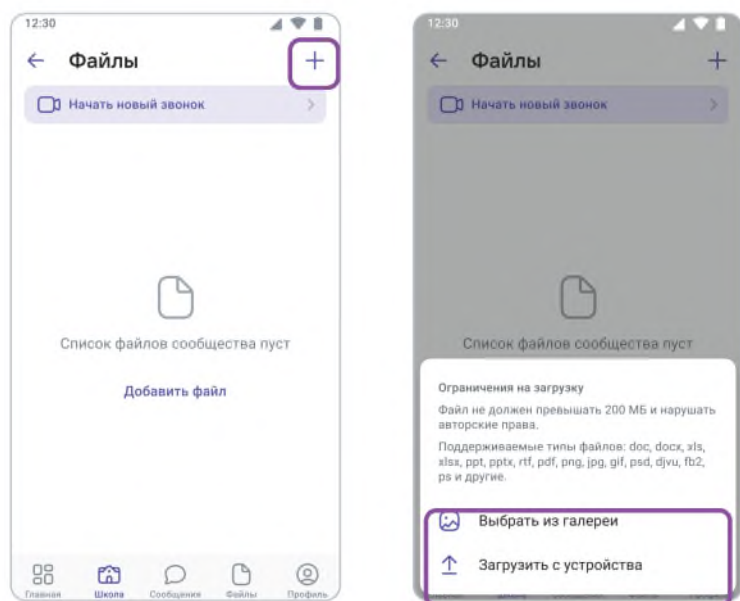 12:30
Файлы
Начать новый звонок
Список файлов сообщества пуст
Добавить файл
Главная
Школа
Сообщения
Файлы
Профиль
12:30
Файлы
Начать новый звонок
Список файлов сообщества пуст
Ограничения на загрузку
Файл не должен превышать 200 МБ и нарушать
авторские права.
Поддерживаемые типы файлов: doc, docx, xls,
xlsx, ppt, pptx, rtf, pdf, png, jpg, gif, psd, djvu, fb2,
ps и другие.
Выбрать из галереи
Загрузить с устройства